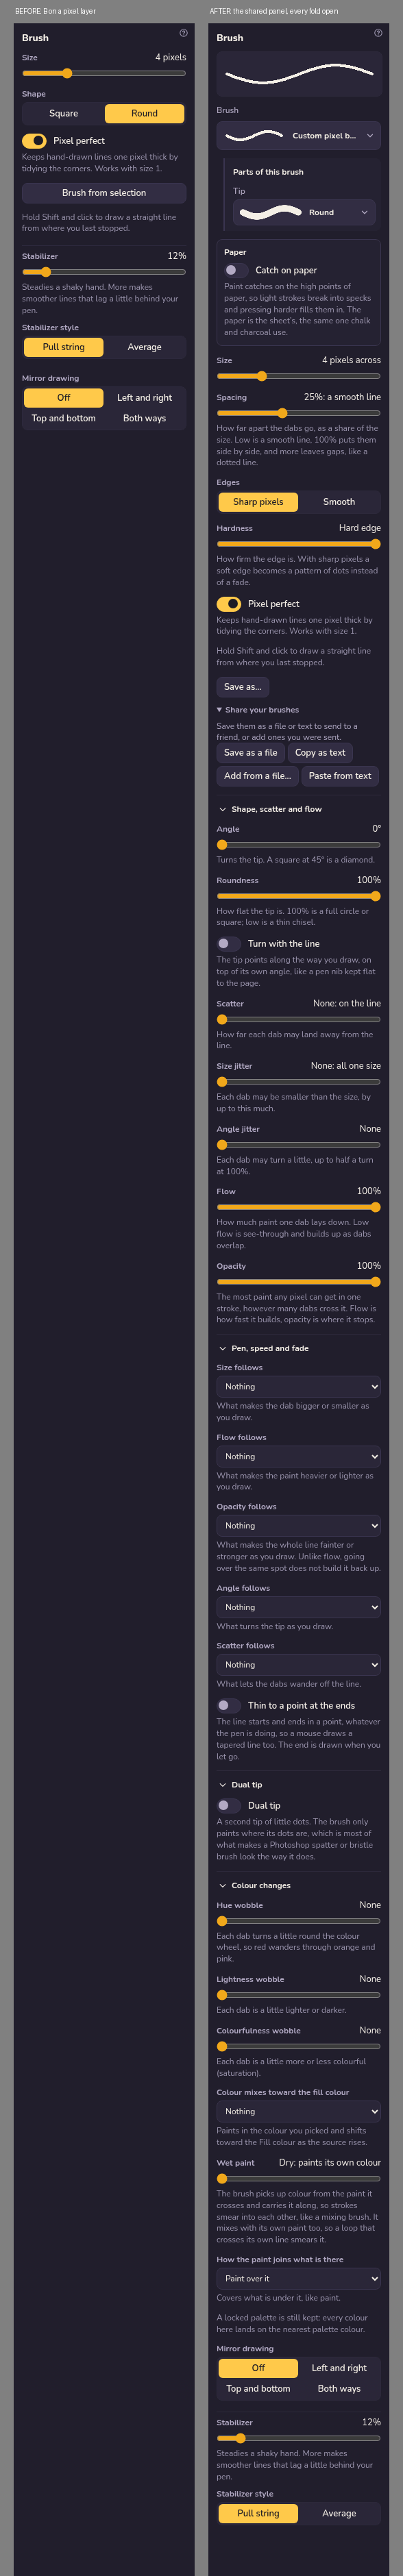 BEFORE: B on a pixel layer
Brush
Size 4 pixels
Shape
Square Round
Pixel perfect
Keeps hand-drawn lines one pixel thick by
tidying the corners. Works with size 1.
Brush from selection
Hold Shift and click to draw a straight line
from where you last stopped.
Stabilizer 12%
Steadies a shaky hand. More makes
smoother lines that lag a little behind your
pen.
Stabilizer style
Pull string Average
Mirror drawing
Off Left and right
Top and bottom Both ways
AFTER: the shared panel, every fold open
Brush
Brush
Custom pixel b...
Parts of this brush
Tip
Round
Paper
Catch on paper
Paint catches on the high points of
paper, so light strokes break into specks
and pressing harder fills them in. The
paper is the sheet's, the same one chalk
and charcoal use.
Size 4 pixels across
Spacing 25%: a smooth line
How far apart the dabs go, as a share of the
size. Low is a smooth line, 100% puts them
side by side, and more leaves gaps, like a
dotted line.
Edges
Sharp pixels Smooth
Hardness Hard edge
How firm the edge is. With sharp pixels a
soft edge becomes a pattern of dots instead
of a fade.
Pixel perfect
Keeps hand-drawn lines one pixel thick by
tidying the corners. Works with size 1.
Hold Shift and click to draw a straight line
from where you last stopped.
Save as...
Share your brushes
Save them as a file or text to send to a
friend, or add ones you were sent.
Save as a file Copy as text
Add from a file... Paste from text
Shape, scatter and flow
Angle 0°
Turns the tip. A square at 45° is a diamond.
Roundness 100%
How flat the tip is. 100% is a full circle or
square; low is a thin chisel.
Turn with the line
The tip points along the way you draw, on
top of its own angle, like a pen nib kept flat
to the page.
Scatter None: on the line
How far each dab may land away from the
line.
Size jitter None: all one size
Each dab may be smaller than the size, by
up to this much.
Angle jitter None
Each dab may turn a little, up to half a turn
at 100%.
Flow 100%
How much paint one dab lays down. Low
flow is see-through and builds up as dabs
overlap.
Opacity 100%
The most paint any pixel can get in one
stroke, however many dabs cross it. Flow is
how fast it builds, opacity is where it stops.
Pen, speed and fade
Size follows
Nothing
What makes the dab bigger or smaller as
you draw.
Flow follows
Nothing
What makes the paint heavier or lighter as
you draw.
Opacity follows
Nothing
What makes the whole line fainter or
stronger as you draw. Unlike flow, going
over the same spot does not build it back up.
Angle follows
Nothing
What turns the tip as you draw.
Scatter follows
Nothing
What lets the dabs wander off the line.
Thin to a point at the ends
The line starts and ends in a point, whatever
the pen is doing, so a mouse draws a
tapered line too. The end is drawn when you
let go.
Dual tip
Dual tip
A second tip of little dots. The brush only
paints where its dots are, which is most of
what makes a Photoshop spatter or bristle
brush look the way it does.
Colour changes
Hue wobble None
Each dab turns a little round the colour
wheel, so red wanders through orange and
pink.
Lightness wobble None
Each dab is a little lighter or darker.
Colourfulness wobble None
Each dab is a little more or less colourful
(saturation).
Colour mixes toward the fill colour
Nothing
Paints in the colour you picked and shifts
toward the Fill colour as the source rises.
Wet paint Dry: paints its own colour
The brush picks up colour from the paint it
crosses and carries it along, so strokes
smear into each other, like a mixing brush. It
mixes with its own paint too, so a loop that
crosses its own line smears it.
How the paint joins what is there
Paint over it
Covers what is under it, like paint.
A locked palette is still kept: every colour
here lands on the nearest palette colour.
Mirror drawing
Off Left and right
Top and bottom Both ways
Stabilizer 12%
Steadies a shaky hand. More makes
smoother lines that lag a little behind your
pen.
Stabilizer style
Pull string Average